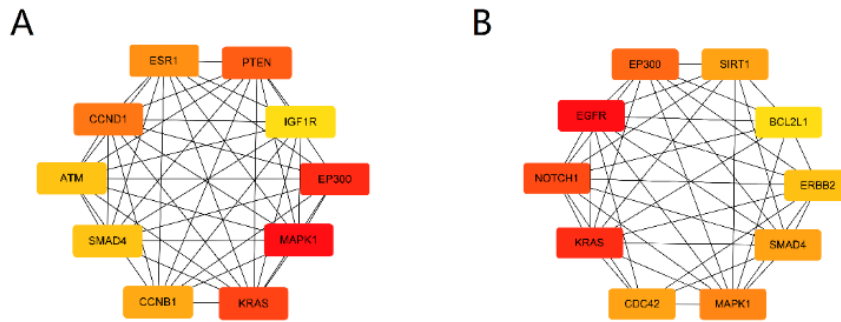 A
ESR1
PTEN
CCND1
IGF1R
ATM
EP300
SMAD4
MAPK1
CCNB1
KRAS
B
EP300
SIRT1
EGFR
BCL2L1
NOTCH1
ERBB2
KRAS
SMAD4
CDC42
MAPK1